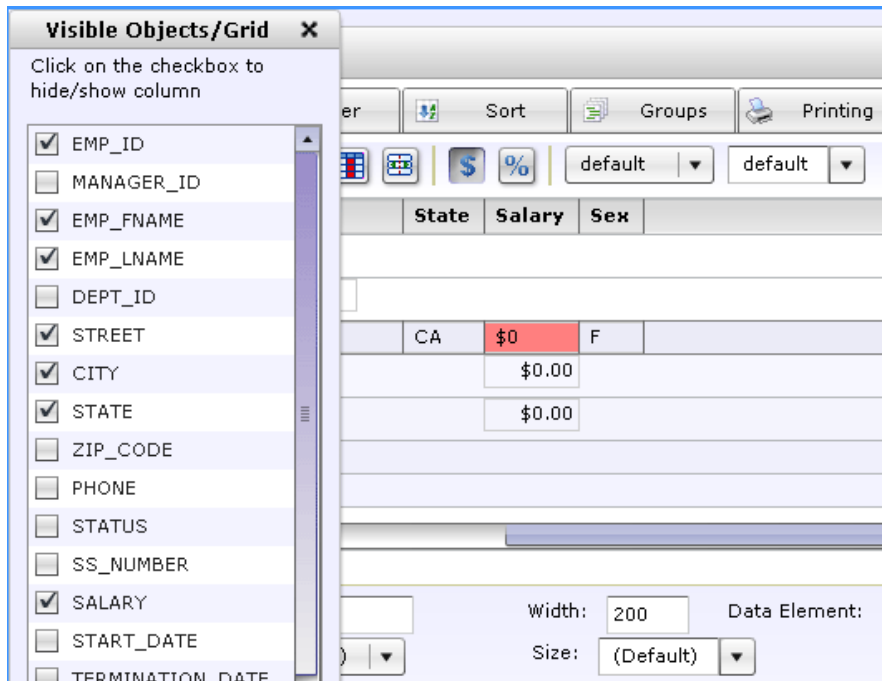 Visible Objects/Grid
Click on the checkbox to
hide/show column
EMP_ID
MANAGER_ID
EMP_FNAME
EMP_LNAME
DEPT_ID
STREET
CITY
STATE
ZIP_CODE
PHONE
STATUS
SS_NUMBER
SALARY
START_DATE
TERMINATION_DATE
er Sort Groups Printing
$ % default default
State Salary Sex
CA $0 F
$0.00
$0.00
Width: 200 Data Element:
) Size: (Default)